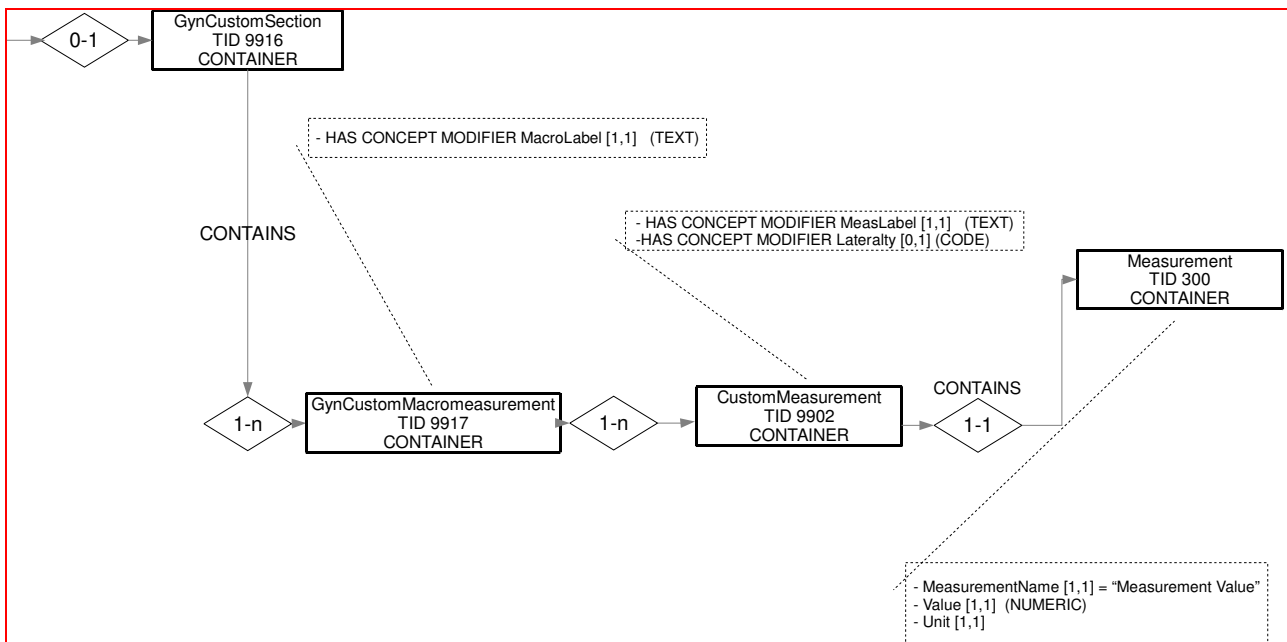 0-1
GynCustomSection
TID 9916
CONTAINER
- HAS CONCEPT MODIFIER MacroLabel [1,1] (TEXT)
CONTAINS
- HAS CONCEPT MODIFIER MeasLabel [1,1] (TEXT)
-HAS CONCEPT MODIFIER Lateralty [0,1] (CODE)
Measurement
TID 300
CONTAINER
1-n
GynCustomMacromeasurement
TID 9917
CONTAINER
1-n
CustomMeasurement
TID 9902
CONTAINER
CONTAINS
1-1
- MeasurementName [1,1] = “Measurement Value”
- Value [1,1] (NUMERIC)
- Unit [1,1]